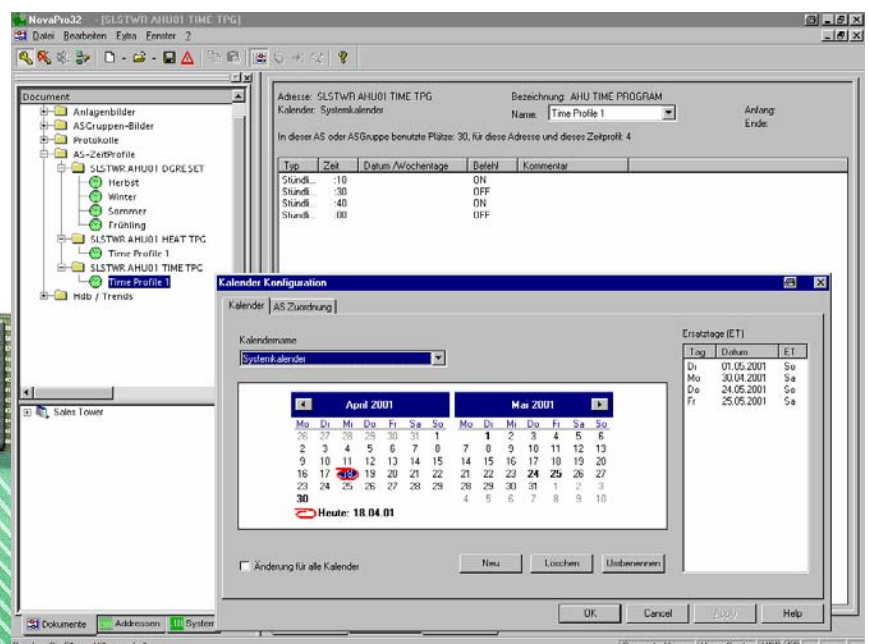 NovaPro32 - [SLSTWR AHU01 TIME TPG]
Datei Bearbeiten Extra Fenster ?
Document
Anlagenbilder
ASGruppen-Bilder
Protokolle
AS-ZeitProfile
SLSTWR AHU01 DGRESET
Herbst
Winter
Sommer
Frühling
SLSTWR AHU01 HEAT TPG
Time Profile 1
SLSTWR AHU01 TIME TPG
Time Profile 1
Hdb / Trends
Sales Tower
Dokumente Addressen System
Adresse: SLSTWR AHU01 TIME TPG Bezeichnung: AHU TIME PROGRAM
Kalender: Systemkalender Name: Time Profile 1 Anfang:
Ende:
In dieser AS oder ASGruppe benutzte Plätze: 30, für diese Adresse und dieses Zeitprofil: 4
Typ Zeit Datum /Wochentage Befehl Kommentar
Stündli... :10 ON
Stündli... :30 OFF
Stündli... :40 ON
Stündli... :00 OFF
Kalender Konfiguration
Kalender AS Zuordnung
Kalendername
Systemkalender
April 2001
Mo Di Mi Do Fr Sa So
26 27 28 29 30 31 1
2 3 4 5 6 7 8
9 10 11 12 13 14 15
16 17 18 19 20 21 22
23 24 25 26 27 28 29
30
Mai 2001
Mo Di Mi Do Fr Sa So
1 2 3 4 5 6
7 8 9 10 11 12 13
14 15 16 17 18 19 20
21 22 23 24 25 26 27
28 29 30 31 1 2 3
4 5 6 7 8 9 10
Heute: 18.04.01
Ersatztage (ET)
Tag Datum ET
Di 01.05.2001 So
Mo 30.04.2001 Sa
Do 24.05.2001 So
Fr 25.05.2001 Sa
Änderung für alle Kalender
Neu Löschen Umbenennen
OK Cancel Apply Help